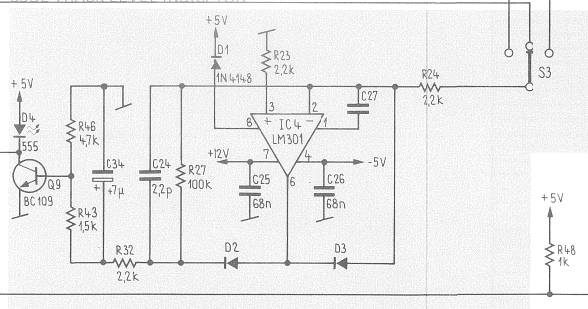 +5V
D1
1N4148
R23
2,2k
+5V
D4
555
R46
4,7k
C34
+
+7µ
Q9
BC109
R43
1,5k
R32
2,2k
C24
2,2p
R27
100k
3
2
+
-
IC4
LM301
8
1
7
4
6
+12V
-5V
C25
68n
C26
68n
C27
D2
D3
R24
2,2k
S3
+5V
R48
1k